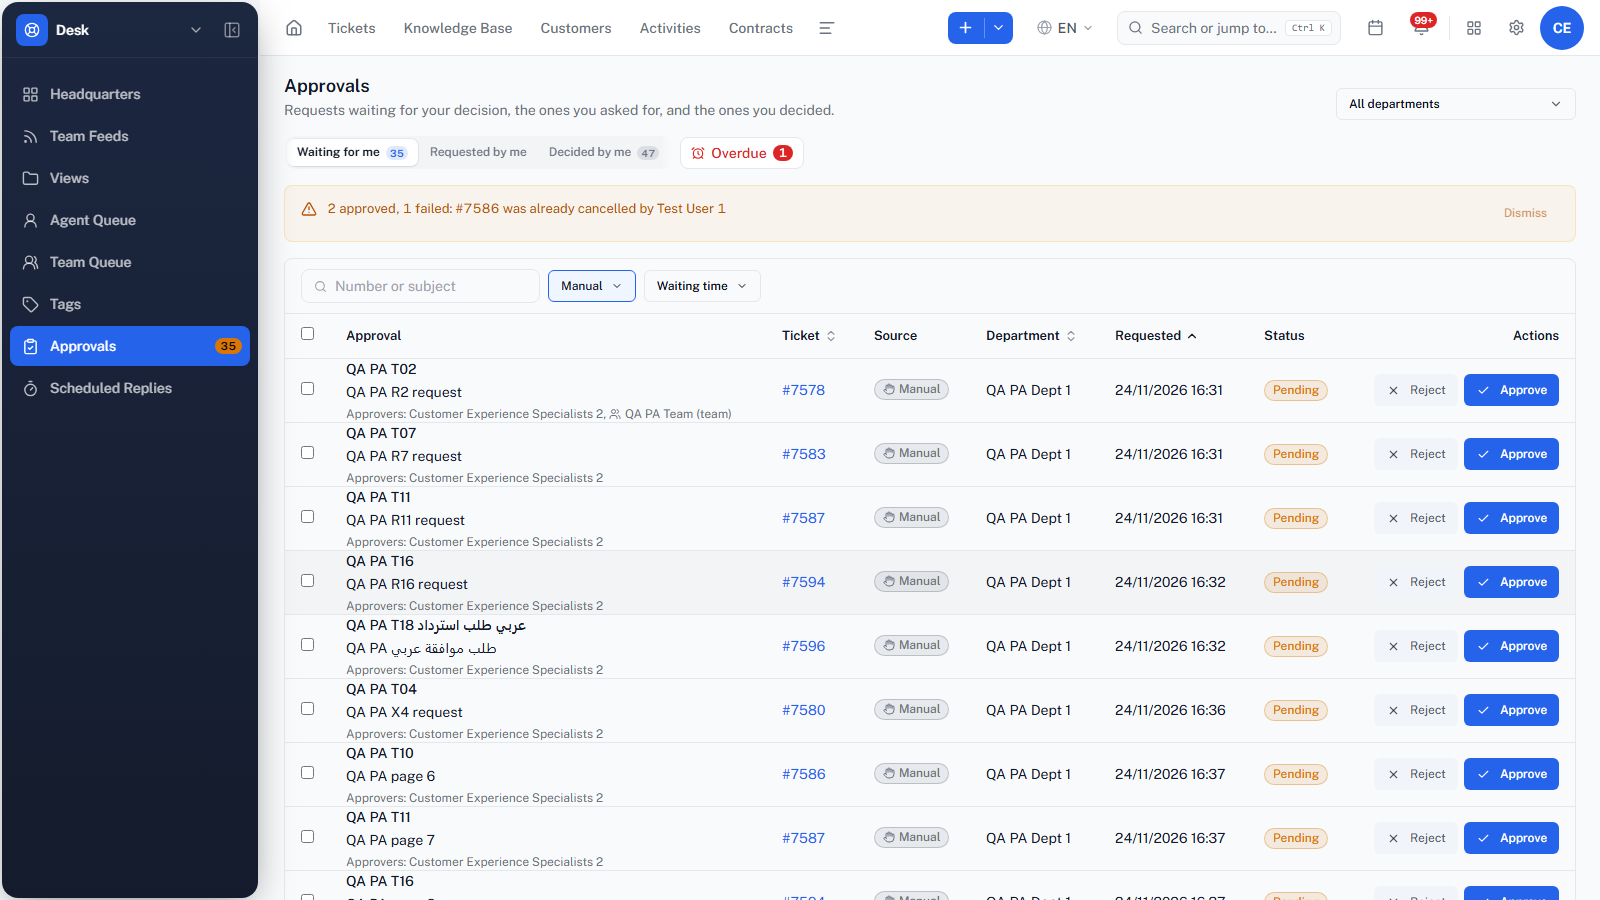 Desk
Headquarters
Team Feeds
Views
Agent Queue
Team Queue
Tags
Approvals 35
Scheduled Replies
Tickets Knowledge Base Customers Activities Contracts
EN Search or jump to... Ctrl K 99+ CE
Approvals
Requests waiting for your decision, the ones you asked for, and the ones you decided.
All departments
Waiting for me 35 Requested by me Decided by me 47 Overdue 1
2 approved, 1 failed: #7586 was already cancelled by Test User 1
Dismiss
Number or subject Manual Waiting time
Approval Ticket Source Department Requested Status Actions
QA PA T02
QA PA R2 request
Approvers: Customer Experience Specialists 2, QA PA Team (team)
#7578 Manual QA PA Dept 1 24/11/2026 16:31 Pending Reject Approve
QA PA T07
QA PA R7 request
Approvers: Customer Experience Specialists 2
#7583 Manual QA PA Dept 1 24/11/2026 16:31 Pending Reject Approve
QA PA T11
QA PA R11 request
Approvers: Customer Experience Specialists 2
#7587 Manual QA PA Dept 1 24/11/2026 16:31 Pending Reject Approve
QA PA T16
QA PA R16 request
Approvers: Customer Experience Specialists 2
#7594 Manual QA PA Dept 1 24/11/2026 16:32 Pending Reject Approve
QA PA T18 عربي طلب استرداد
QA PA طلب موافقة عربي
Approvers: Customer Experience Specialists 2
#7596 Manual QA PA Dept 1 24/11/2026 16:32 Pending Reject Approve
QA PA T04
QA PA X4 request
Approvers: Customer Experience Specialists 2
#7580 Manual QA PA Dept 1 24/11/2026 16:36 Pending Reject Approve
QA PA T10
QA PA page 6
Approvers: Customer Experience Specialists 2
#7586 Manual QA PA Dept 1 24/11/2026 16:37 Pending Reject Approve
QA PA T11
QA PA page 7
Approvers: Customer Experience Specialists 2
#7587 Manual QA PA Dept 1 24/11/2026 16:37 Pending Reject Approve
QA PA T16